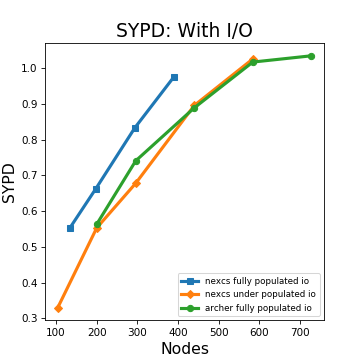 SYPD: With I/O
SYPD
1.0
0.9
0.8
0.7
0.6
0.5
0.4
0.3
nexcs fully populated io
nexcs under populated io
archer fully populated io
100 200 300 400 500 600 700
Nodes